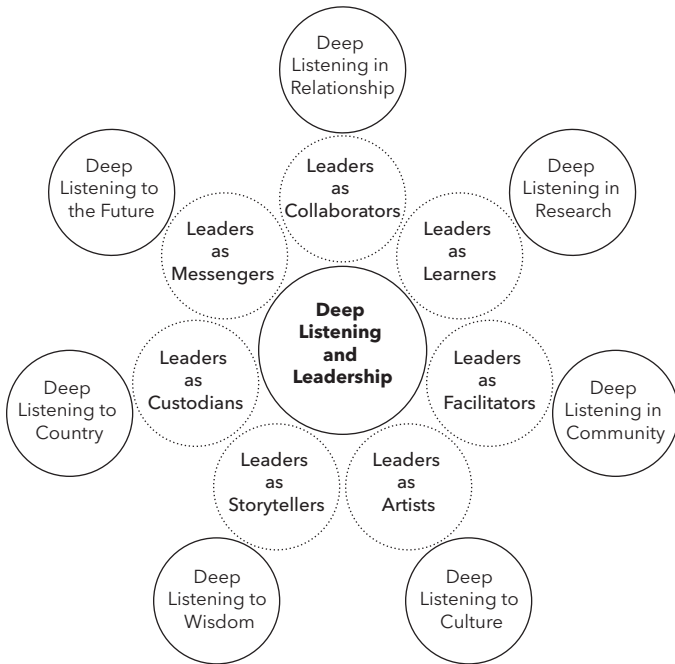 Deep
Listening in
Relationship
Deep
Listening to
the Future
Leaders
as
Collaborators
Deep
Listening in
Research
Leaders
as
Messengers
Leaders
as
Learners
Deep
Listening
and
Leadership
Leaders
as
Custodians
Leaders
as
Facilitators
Deep
Listening to
Country
Deep
Listening in
Community
Leaders
as
Storytellers
Leaders
as
Artists
Deep
Listening to
Wisdom
Deep
Listening to
Culture